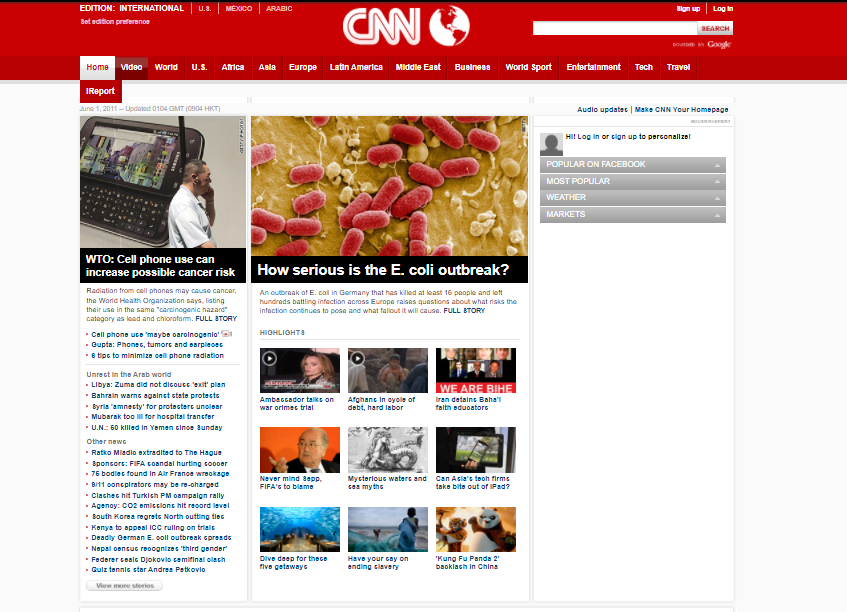 EDITION: INTERNATIONAL U.S. MÉXICO ARABIC
Set edition preference
CNN
Sign up Log in
SEARCH
POWERED BY Google
Home Video World U.S. Africa Asia Europe Latin America Middle East Business World Sport Entertainment Tech Travel
iReport
June 1, 2011 -- Updated 0104 GMT (0904 HKT)
Audio updates | Make CNN Your Homepage
ADVERTISEMENT
WTO: Cell phone use can
increase possible cancer risk
Radiation from cell phones may cause cancer,
the World Health Organization says, listing
their use in the same "carcinogenic hazard"
category as lead and chloroform. FULL STORY
Cell phone use 'maybe carcinogenic'
Gupta: Phones, tumors and earpieces
6 tips to minimize cell phone radiation
Unrest in the Arab world
Libya: Zuma did not discuss 'exit' plan
Bahrain warns against state protests
Syria 'amnesty' for protesters unclear
Mubarak too ill for hospital transfer
U.N.: 50 killed in Yemen since Sunday
Other news
Ratko Mladic extradited to The Hague
Sponsors: FIFA scandal hurting soccer
75 bodies found in Air France wreckage
9/11 conspirators may be re-charged
Clashes hit Turkish PM campaign rally
Agency: CO2 emissions hit record level
South Korea regrets North cutting ties
Kenya to appeal ICC ruling on trials
Deadly German E. coli outbreak spreads
Nepal census recognizes 'third gender'
Federer seals Djokovic semifinal clash
Quiz tennis star Andrea Petkovic
View more stories
How serious is the E. coli outbreak?
An outbreak of E. coli in Germany that has killed at least 16 people and left
hundreds battling infection across Europe raises questions about what risks the
infection continues to pose and what fallout it will cause. FULL STORY
HIGHLIGHTS
WE ARE BIHE
Ambassador talks on
war crimes trial
Afghans in cycle of
debt, hard labor
Iran detains Baha'i
faith educators
Never mind Sepp,
FIFA's to blame
Mysterious waters and
sea myths
Can Asia's tech firms
take bite out of iPad?
Dive deep for these
five getaways
Have your say on
ending slavery
'Kung Fu Panda 2'
backlash in China
Hi! Log in or sign up to personalize!
POPULAR ON FACEBOOK
MOST POPULAR
WEATHER
MARKETS